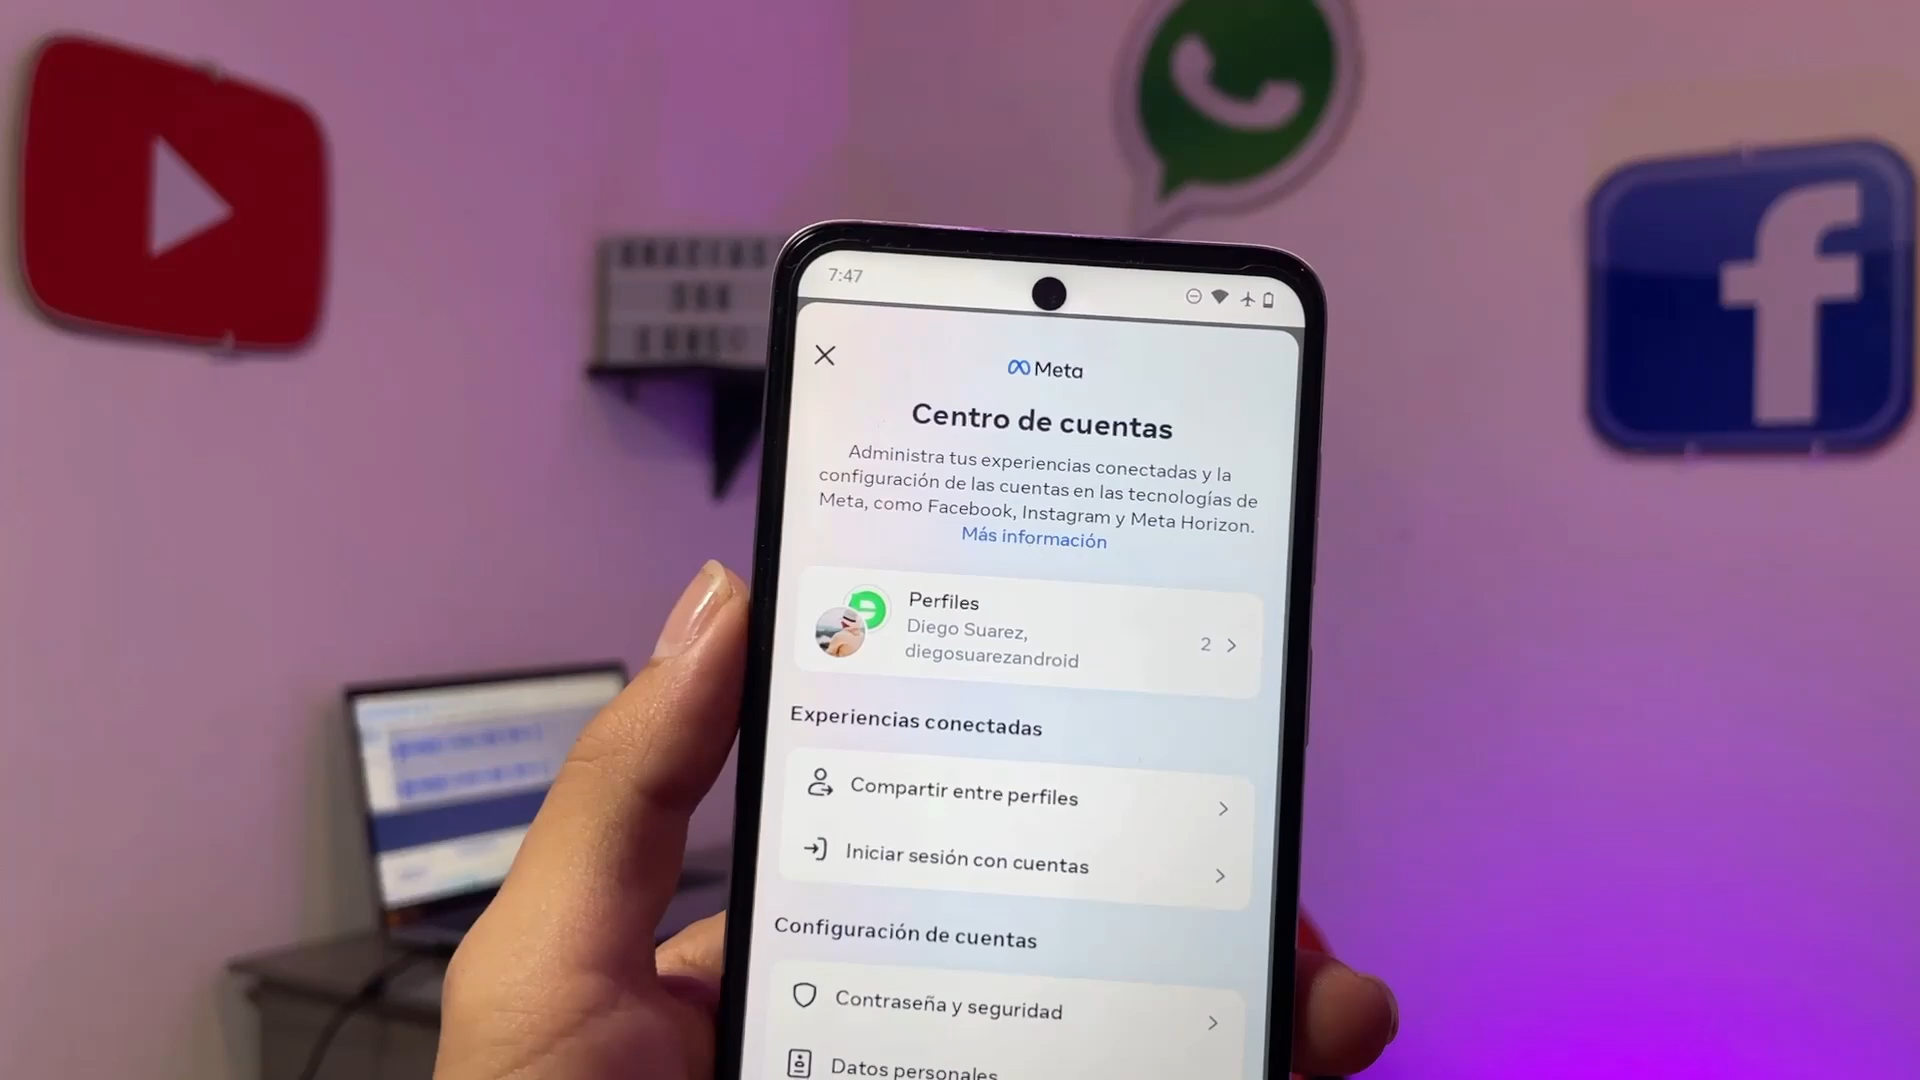 GRACIAS
7:47
Meta
Centro de cuentas
Administra tus experiencias conectadas y la
configuración de las cuentas en las tecnologías de
Meta, como Facebook, Instagram y Meta Horizon.
Más información
Perfiles
Diego Suarez,
diegosuarezandroid
2
Experiencias conectadas
Compartir entre perfiles
Iniciar sesión con cuentas
Configuración de cuentas
Contraseña y seguridad
Datos personales